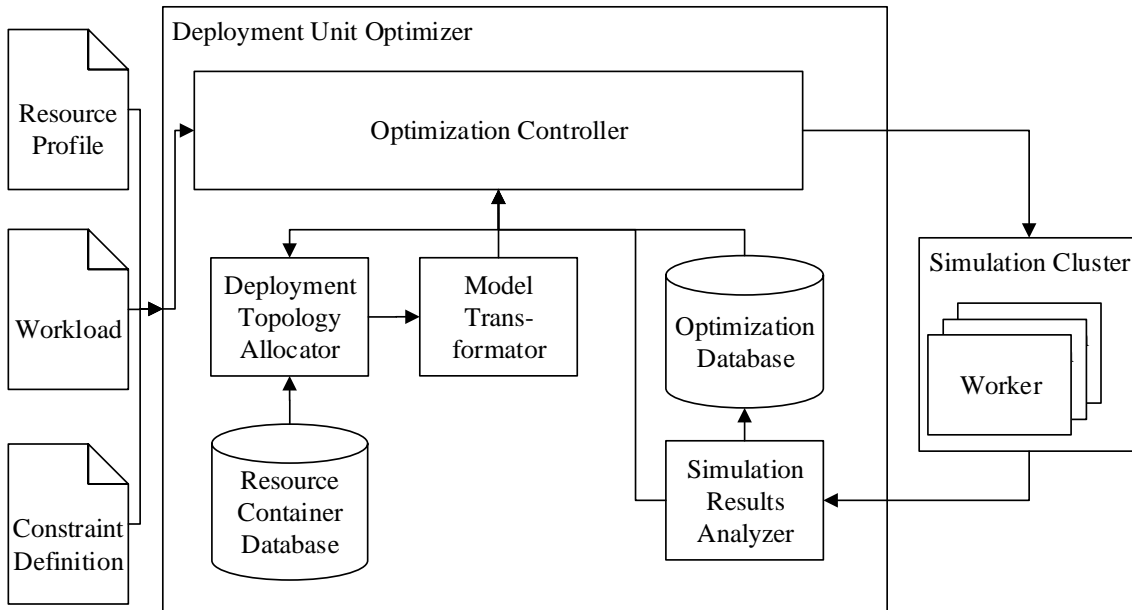 Deployment Unit Optimizer
Resource
Profile
Optimization Controller
Workload
Deployment
Topology
Allocator
Model
Trans-
formator
Optimization
Database
Simulation Cluster
Worker
Constraint
Definition
Resource
Container
Database
Simulation
Results
Analyzer